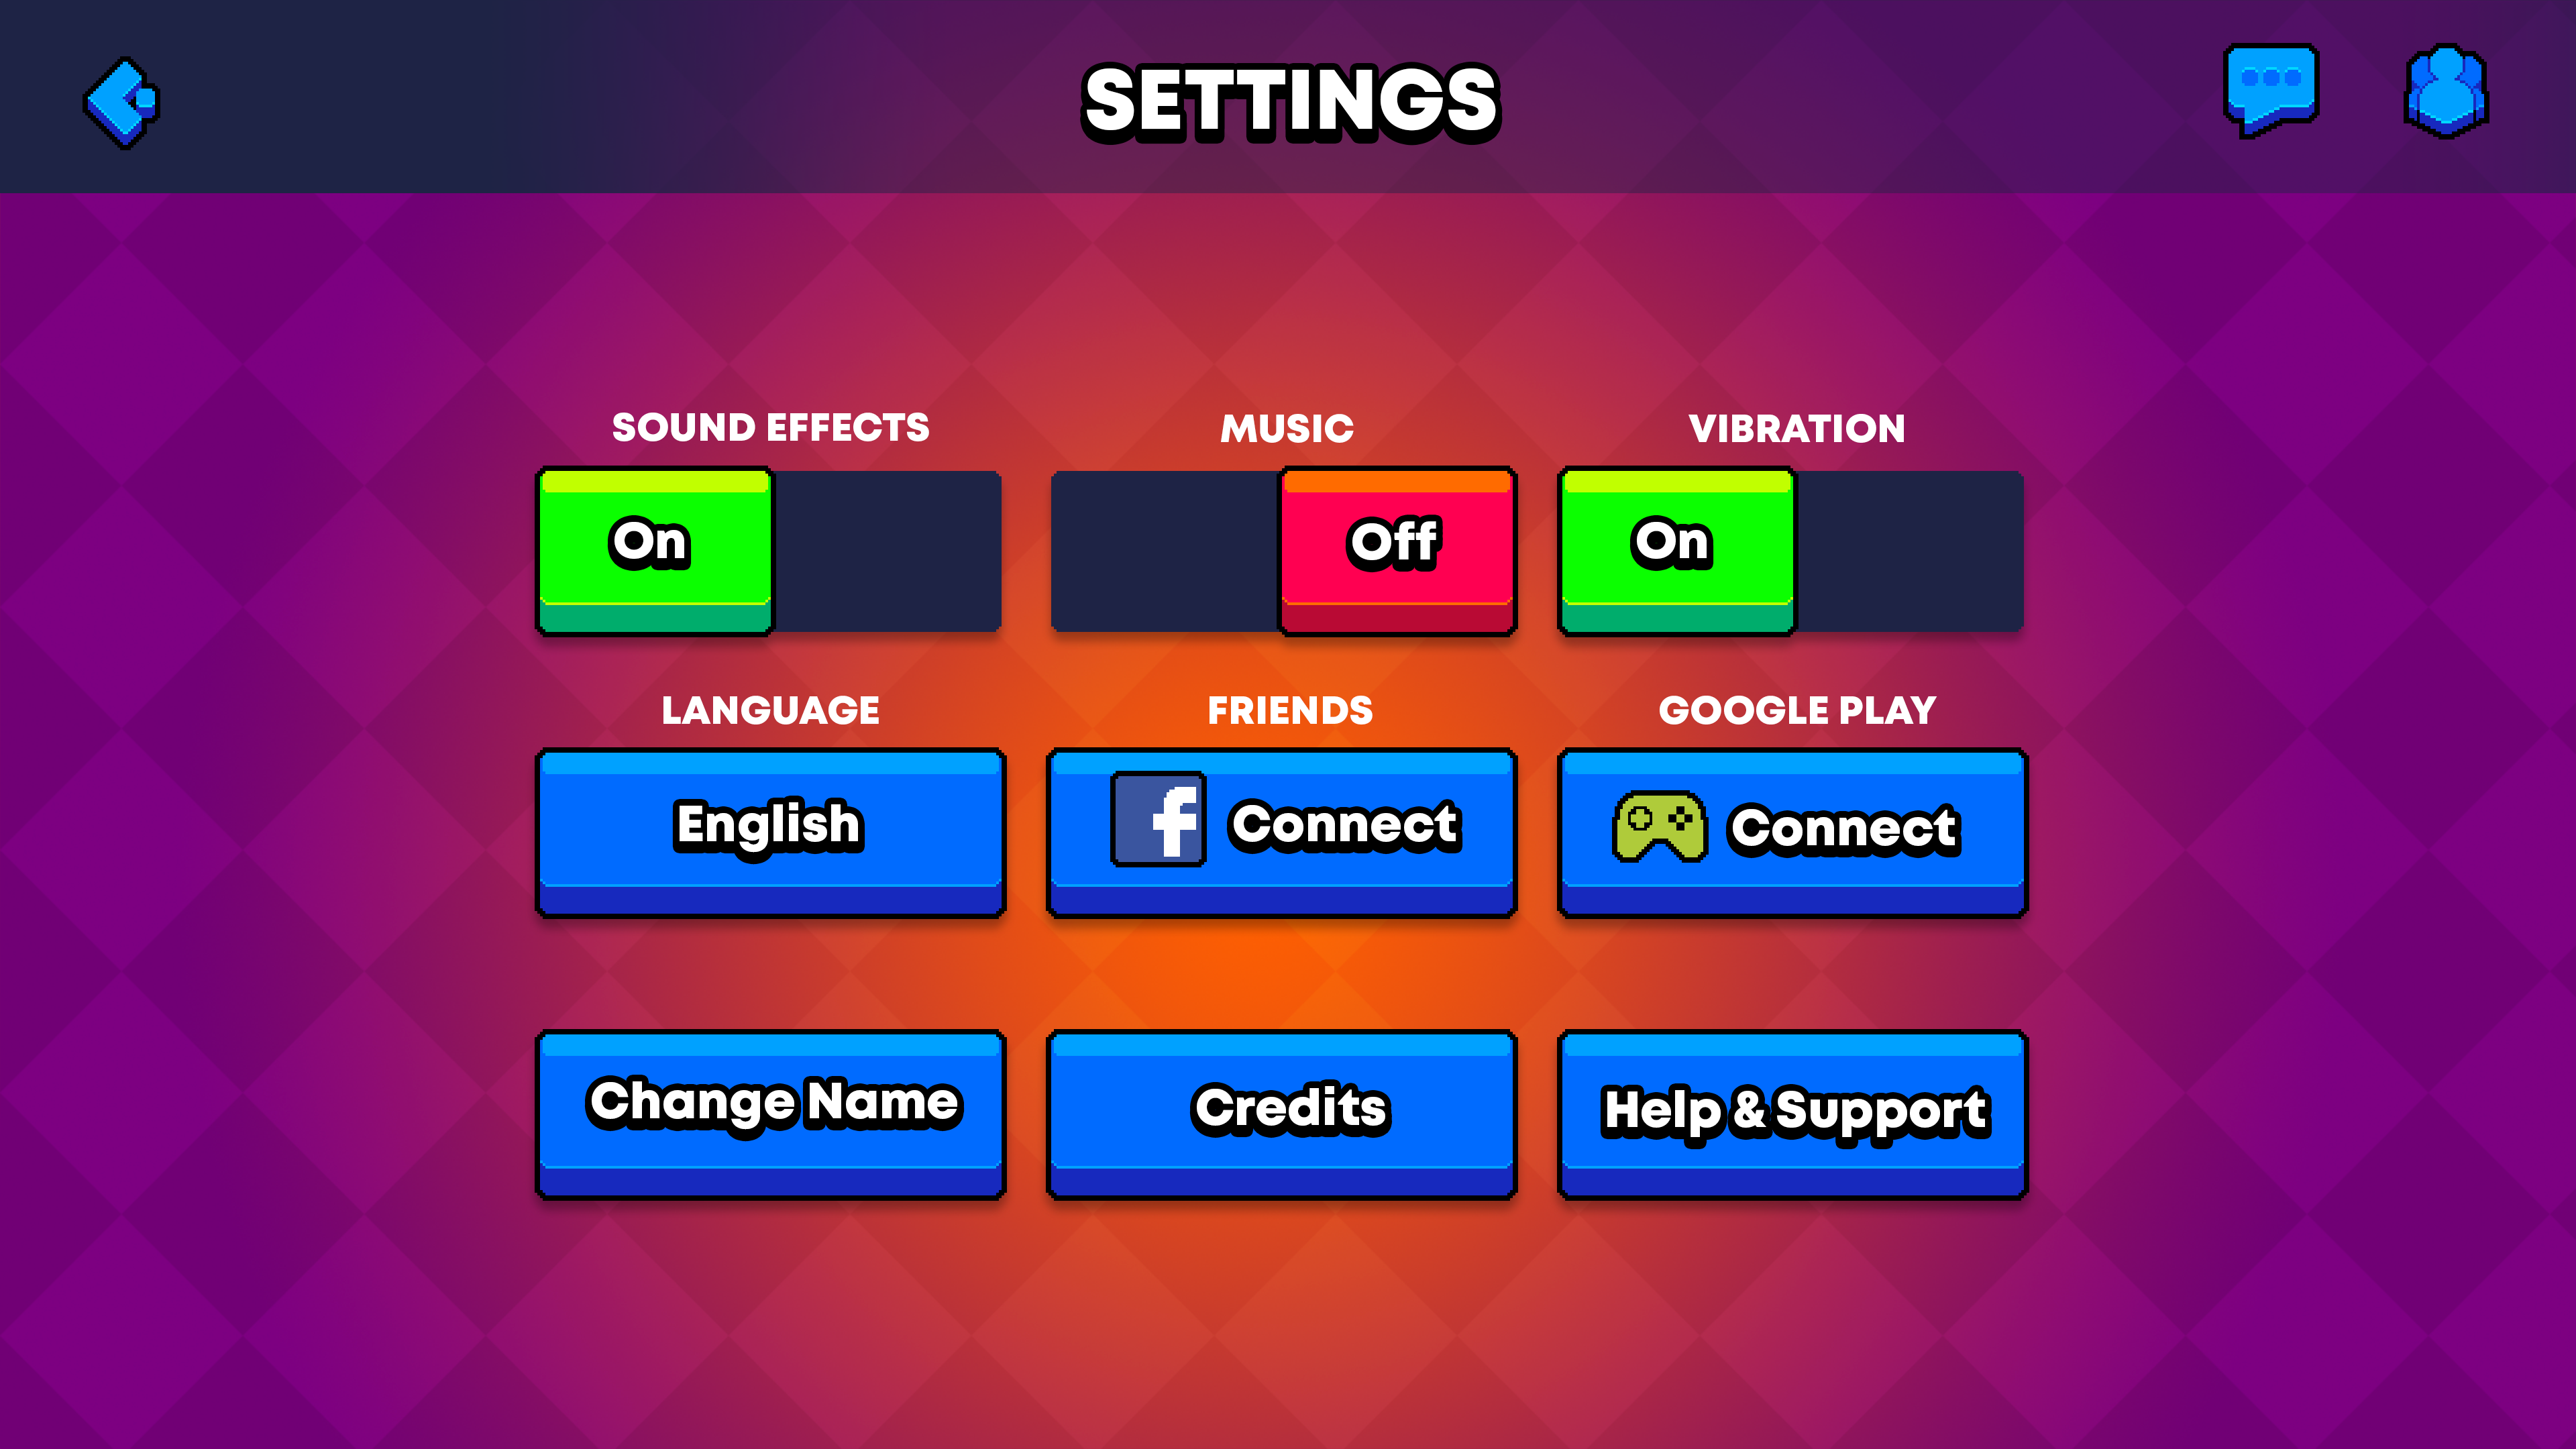 SETTINGS
SOUND EFFECTS
MUSIC
VIBRATION
On
Off
On
LANGUAGE
FRIENDS
GOOGLE PLAY
English
f Connect
Connect
Change Name
Credits
Help & Support